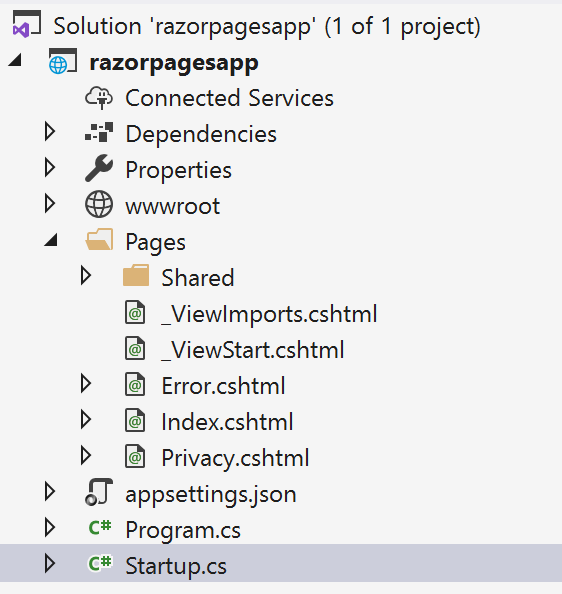 Solution 'razorpagesapp' (1 of 1 project)
razorpagesapp
Connected Services
Dependencies
Properties
wwwroot
Pages
Shared
_ViewImports.cshtml
_ViewStart.cshtml
Error.cshtml
Index.cshtml
Privacy.cshtml
appsettings.json
C# Program.cs
C# Startup.cs